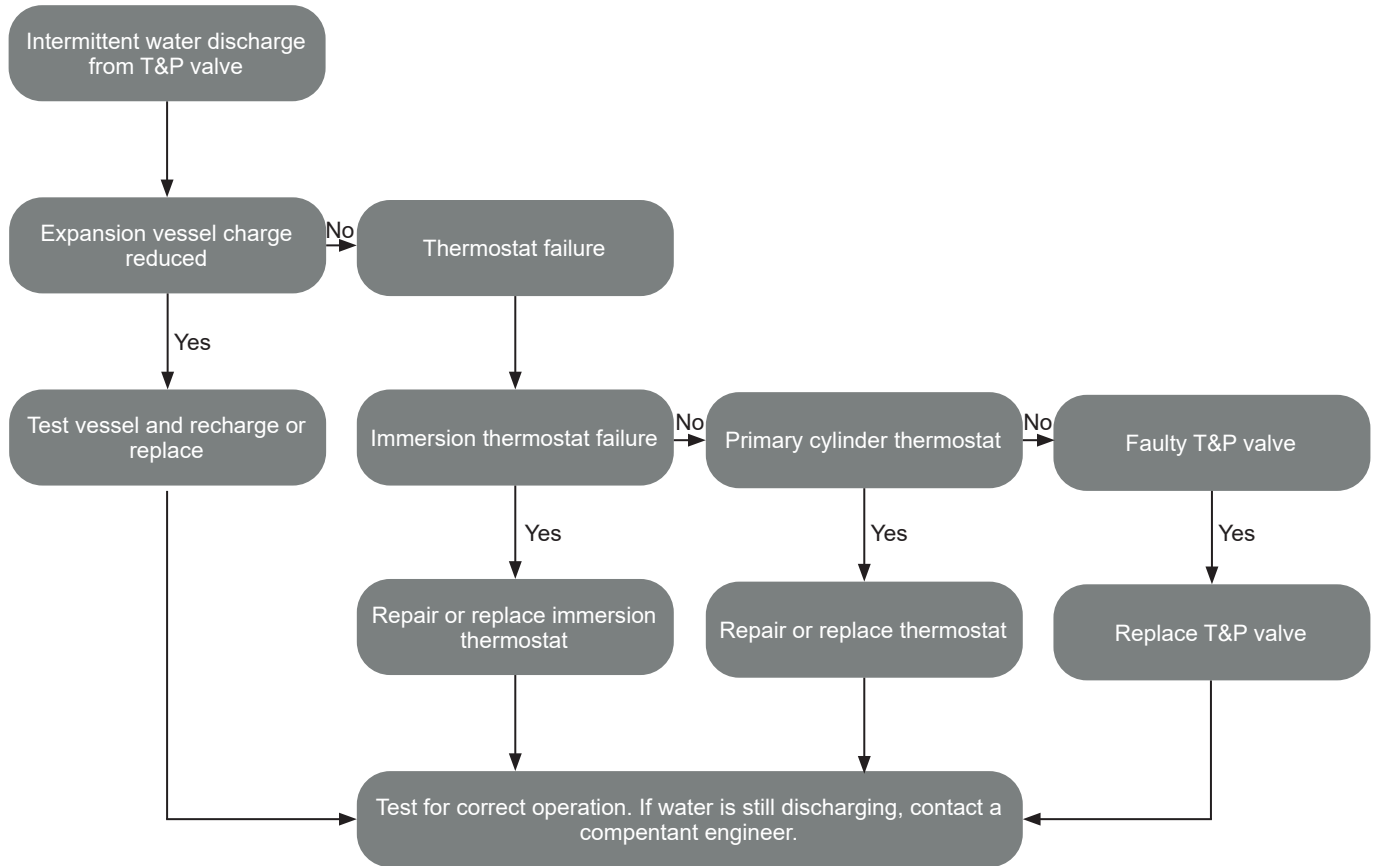 Intermittent water discharge
from T&P valve
Expansion vessel charge
reduced
No
Thermostat failure
Yes
Test vessel and recharge or
replace
Immersion thermostat failure
No
Primary cylinder thermostat
No
Faulty T&P valve
Yes
Yes
Yes
Repair or replace immersion
thermostat
Repair or replace thermostat
Replace T&P valve
Test for correct operation. If water is still discharging, contact a
compentant engineer.